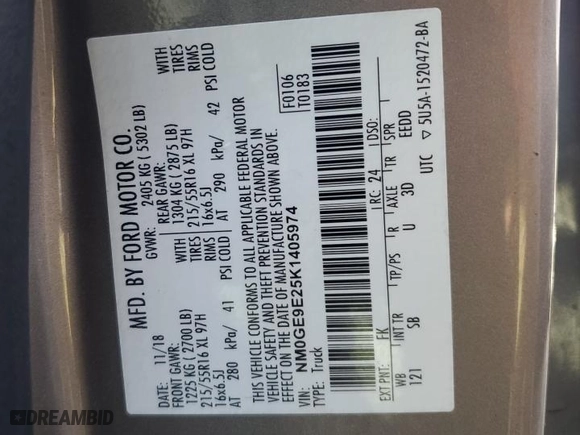 MFD. BY FORD MOTOR CO.
DATE: 11/18 GVWR: 2405 KG ( 5302 LB)
FRONT GAWR: REAR GAWR:
1225 KG ( 2700 LB) WITH 1304 KG ( 2875 LB) WITH
215/55R16 XL 97H TIRES 215/55R16 XL 97H TIRES
16x6.5J RIMS 16x6.5J RIMS
AT 280 kPa/ 41 PSI COLD AT 290 kPa/ 42 PSI COLD
THIS VEHICLE CONFORMS TO ALL APPLICABLE FEDERAL MOTOR
VEHICLE SAFETY AND THEFT PREVENTION STANDARDS IN
EFFECT ON THE DATE OF MANUFACTURE SHOWN ABOVE.
VIN: NM0GE9E25K1405974 F0106
TYPE: Truck T0183
EXT PNT: FK RC: 24 DSO:
WB INT TR TP/PS R AXLE TR SPR
121 SB U 3D EEDD
UTC ▽ 5U5A-1520472-BA
DREAMBID